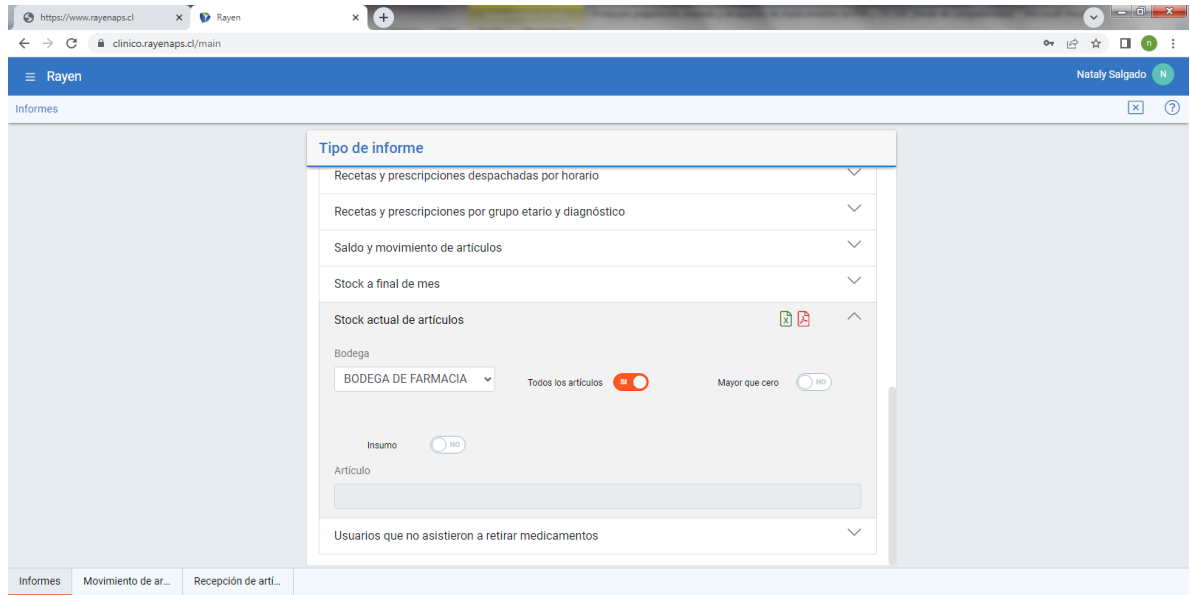 https://www.rayenaps.cl
Rayen
clinico.rayenaps.cl/main
n
Rayen
Nataly Salgado N
Informes
Tipo de informe
Recetas y prescripciones despachadas por horario
Recetas y prescripciones por grupo etario y diagnóstico
Saldo y movimiento de artículos
Stock a final de mes
Stock actual de artículos
Bodega
BODEGA DE FARMACIA
Todos los artículos SI
Mayor que cero NO
Insumo NO
Artículo
Usuarios que no asistieron a retirar medicamentos
Informes
Movimiento de ar...
Recepción de artí...